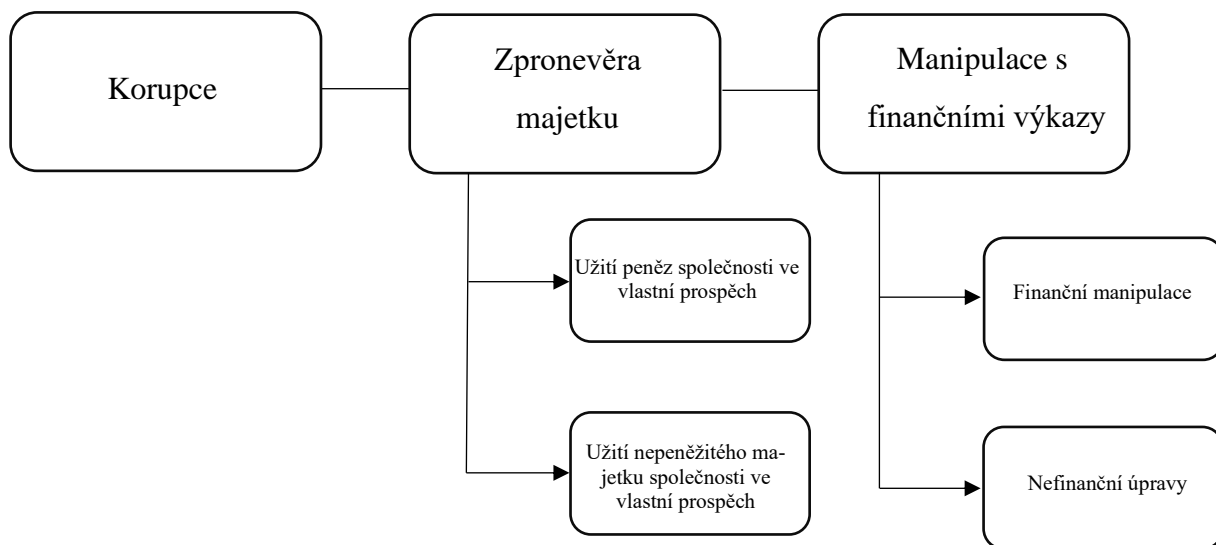 Korupce
Zpronevěra
majetku
Manipulace s
finančními výkazy
Užití peněz společnosti ve
vlastní prospěch
Finanční manipulace
Užití nepeněžitého ma-
jetku společnosti ve
vlastní prospěch
Nefinanční úpravy